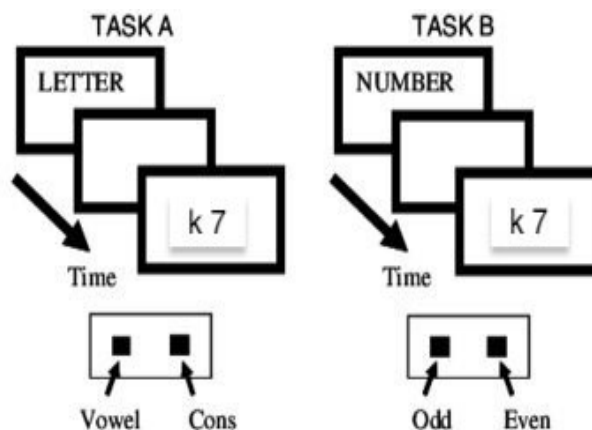 TASK A
LETTER
k 7
Time
Vowel Cons
TASK B
NUMBER
k 7
Time
Odd Even